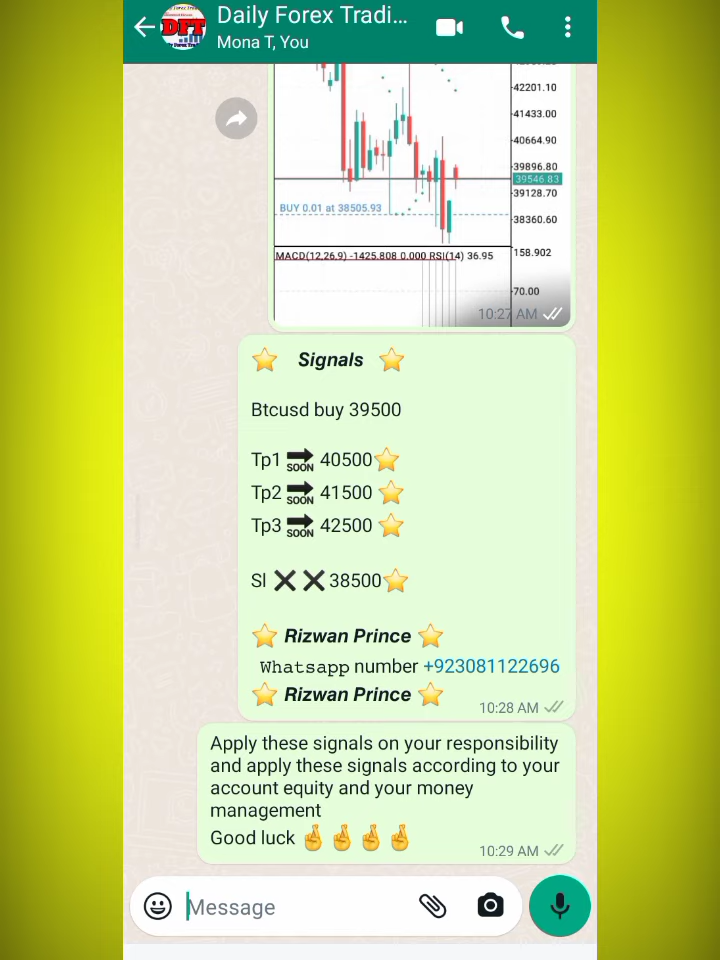 Daily Forex Tradi...
Mona T, You
DFT
42201.10
41433.00
40664.90
39896.80
39546.83
39128.70
BUY 0.01 at 38505.93
38360.60
MACD(12,26,9) -1425.808 0.000 RSI(14) 36.95
158.902
70.00
10:27 AM
⭐ Signals ⭐
Btcusd buy 39500
Tp1 🔜 40500⭐
Tp2 🔜 41500 ⭐
Tp3 🔜 42500 ⭐
Sl ❌ ❌ 38500⭐
⭐ Rizwan Prince ⭐
Whatsapp number +923081122696
⭐ Rizwan Prince ⭐
10:28 AM
Apply these signals on your responsibility
and apply these signals according to your
account equity and your money
management
Good luck 🤞🤞🤞🤞
10:29 AM
Message